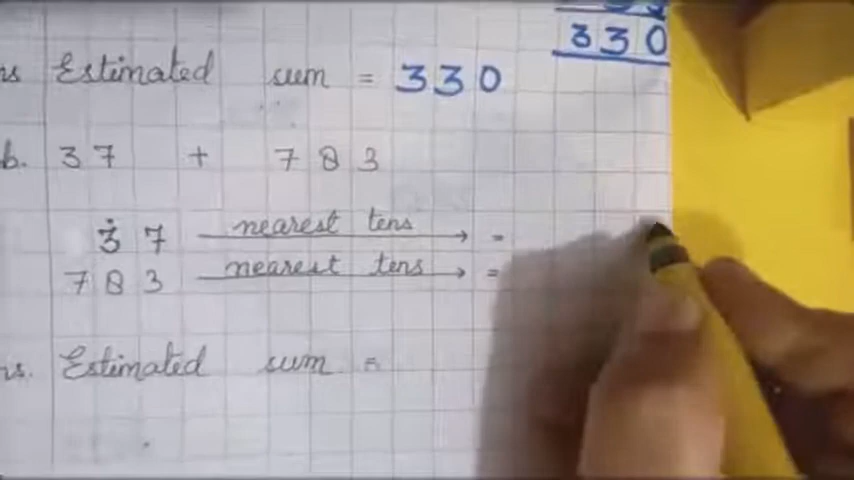 330
Estimated sum = 330
b. 37 + 783
37 nearest tens =
783 nearest tens =
Estimated sum =